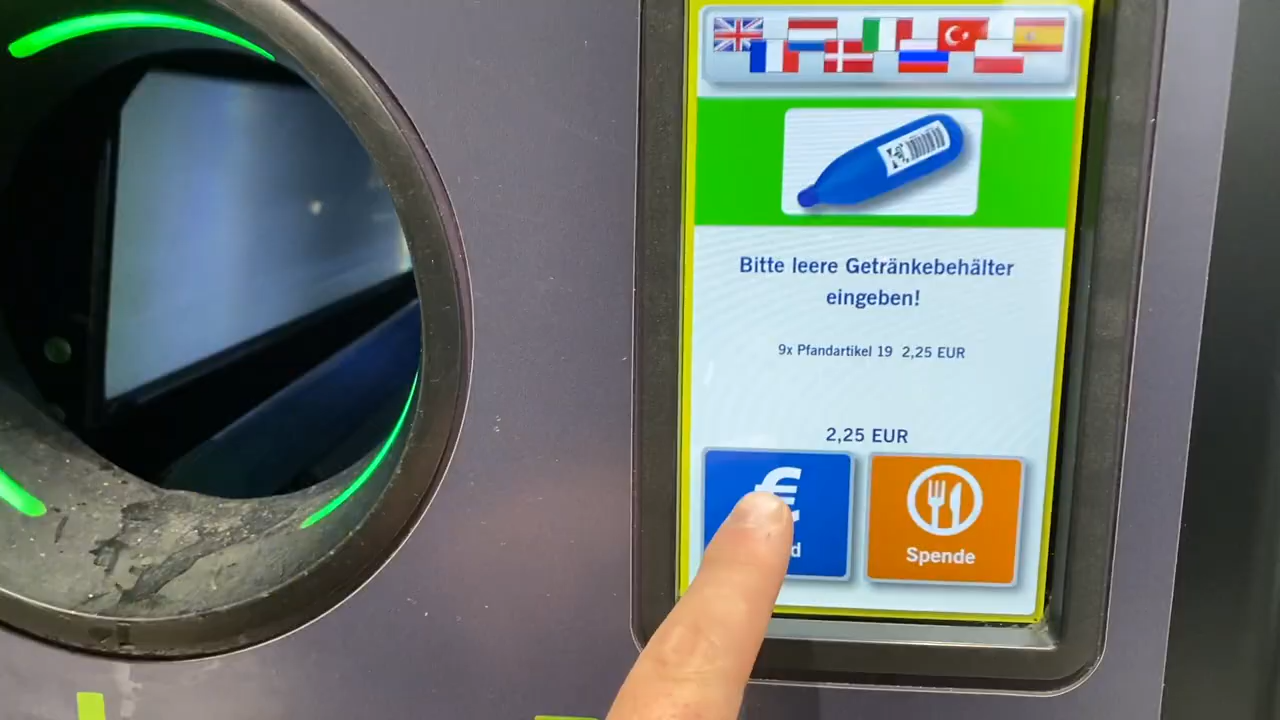 Bitte leere Getränkebehälter
eingeben!
9x Pfandartikel 19 2,25 EUR
2,25 EUR
€
Spende